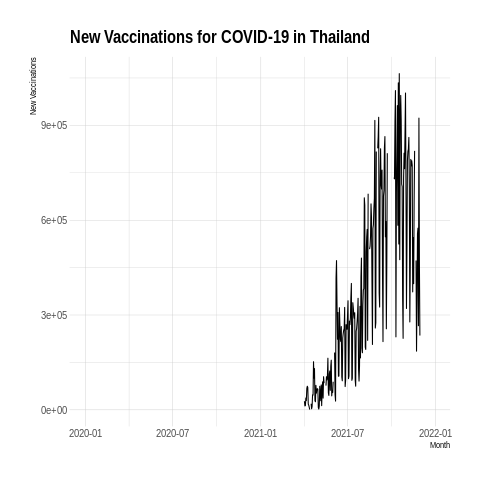 New Vaccinations for COVID-19 in Thailand
New Vaccinations
9e+05
6e+05
3e+05
0e+00
2020-01
2020-07
2021-01
2021-07
2022-01
Month